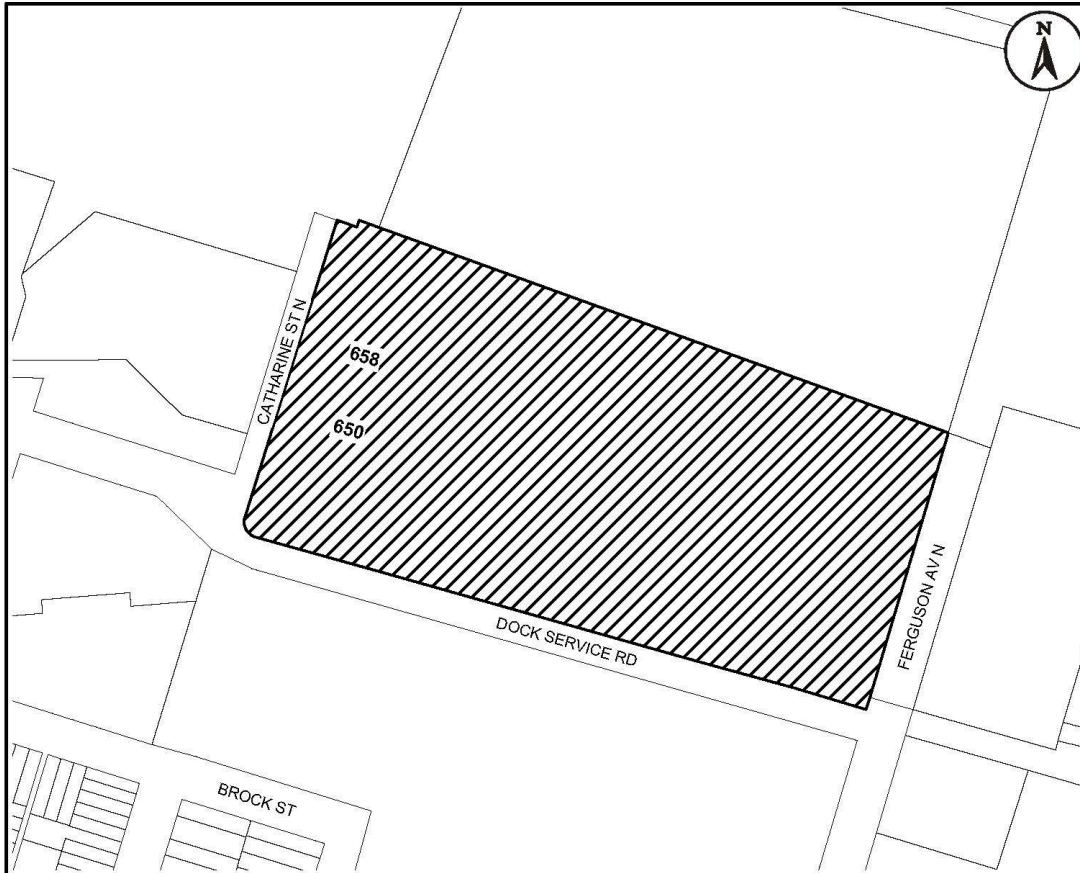 N
CATHARINE ST N
658
650
DOCK SERVICE RD
FERGUSON AV N
BROCK ST